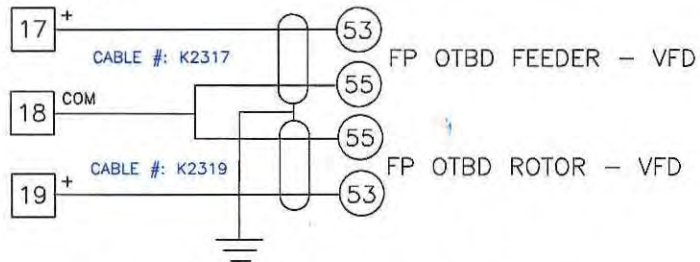 17 + 53
CABLE #: K2317 FP OTBD FEEDER - VFD
55
18 COM
55
CABLE #: K2319 FP OTBD ROTOR - VFD
19 + 53